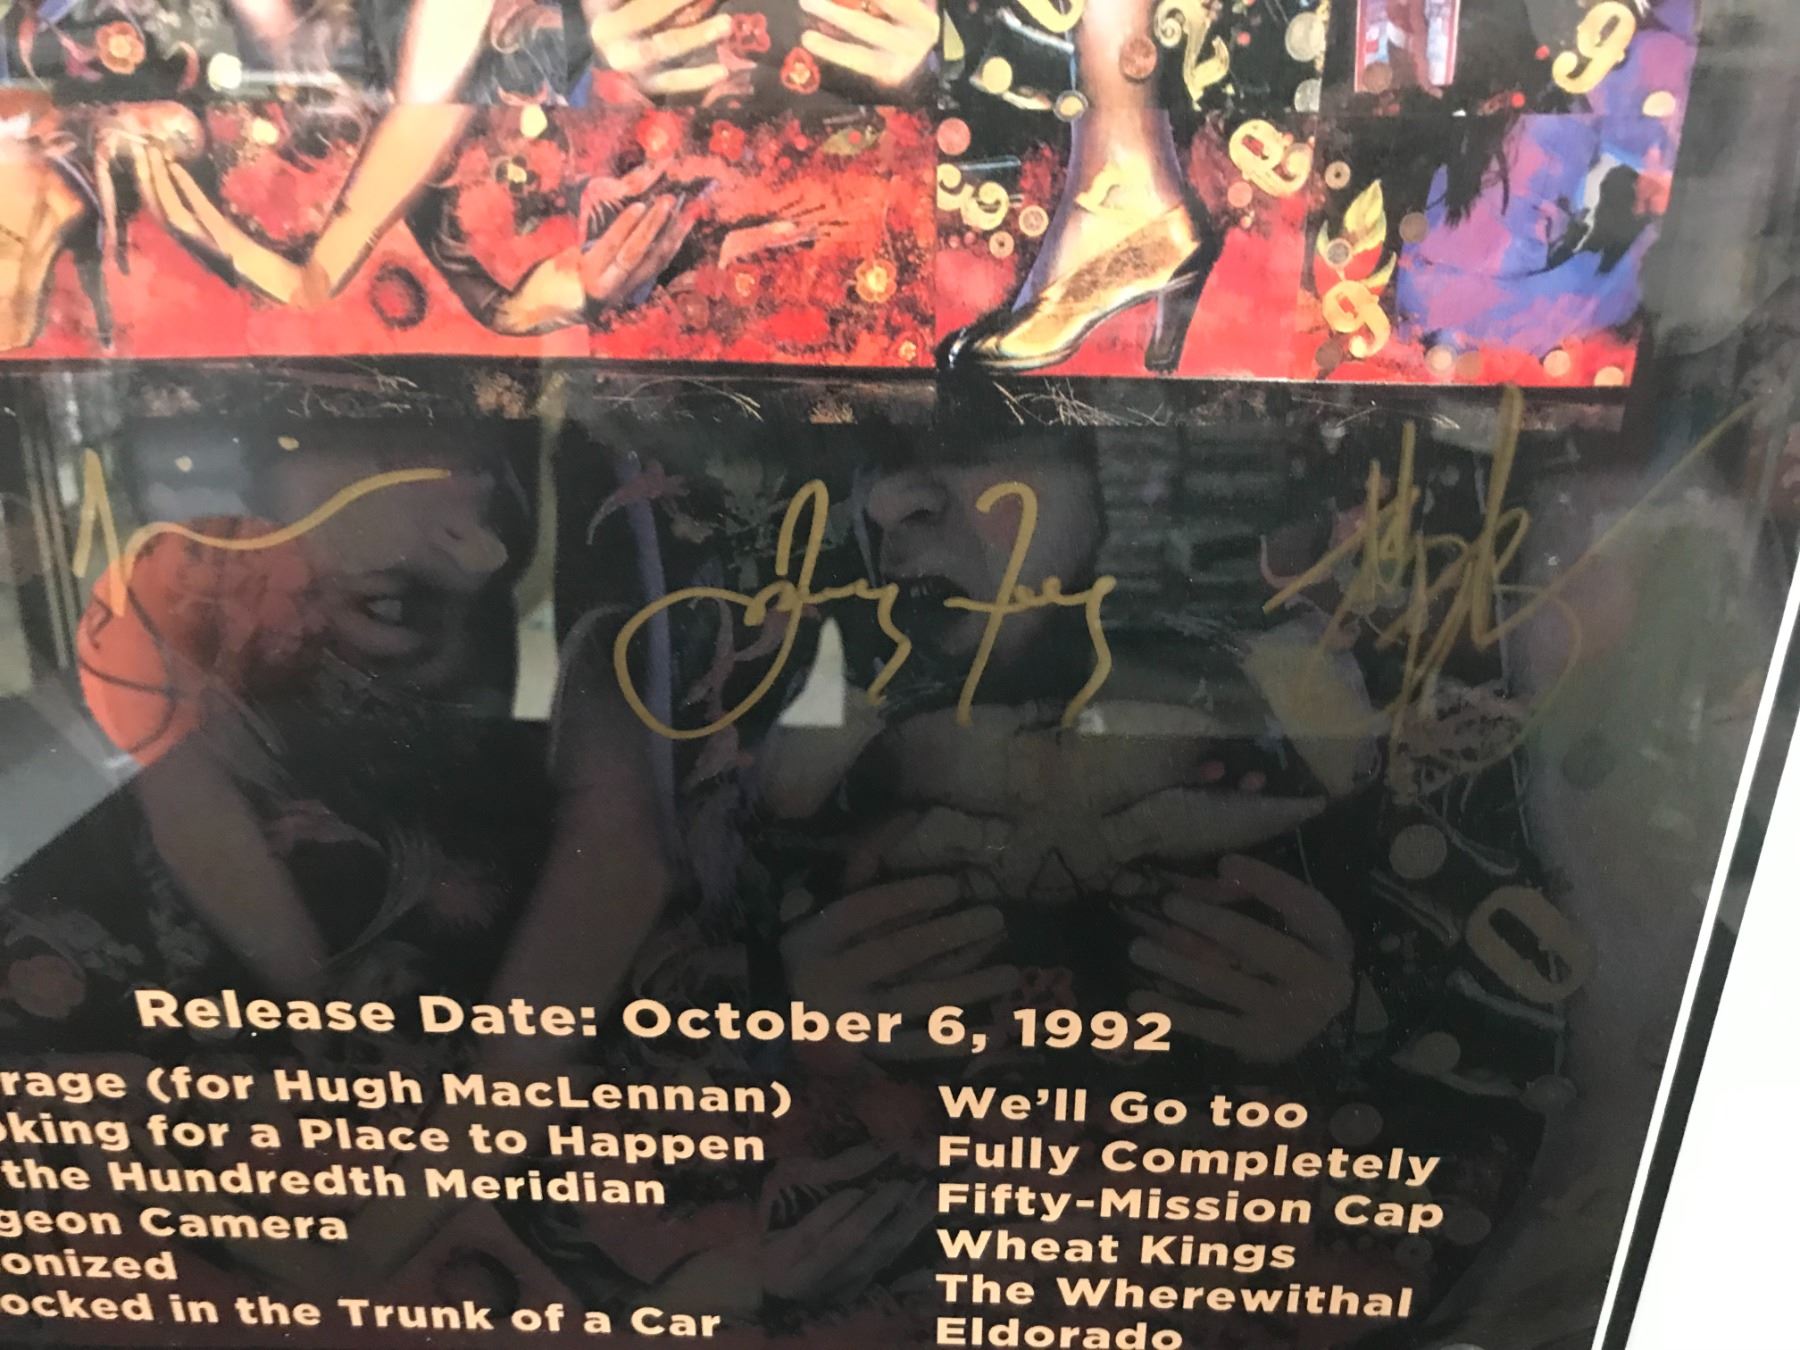 Release Date: October 6, 1992
rage (for Hugh MacLennan)
king for a Place to Happen
the Hundredth Meridian
geon Camera
onized
ocked in the Trunk of a Car
We'll Go too
Fully Completely
Fifty-Mission Cap
Wheat Kings
The Wherewithal
Eldorado